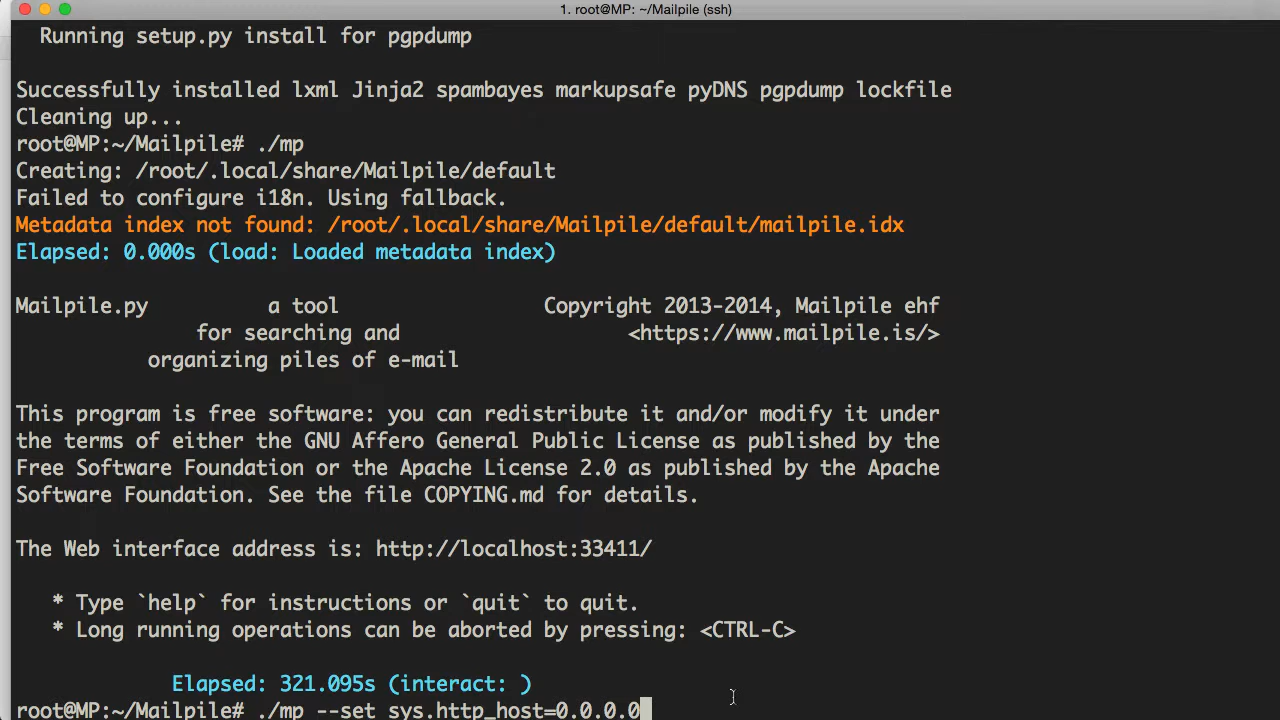 1. root@MP: ~/Mailpile (ssh)
Running setup.py install for pgpdump
Successfully installed lxml Jinja2 spambayes markupsafe pyDNS pgpdump lockfile
Cleaning up...
root@MP:~/Mailpile# ./mp
Creating: /root/.local/share/Mailpile/default
Failed to configure i18n. Using fallback.
Metadata index not found: /root/.local/share/Mailpile/default/mailpile.idx
Elapsed: 0.000s (load: Loaded metadata index)
Mailpile.py a tool Copyright 2013-2014, Mailpile ehf
for searching and <https://www.mailpile.is/>
organizing piles of e-mail
This program is free software: you can redistribute it and/or modify it under
the terms of either the GNU Affero General Public License as published by the
Free Software Foundation or the Apache License 2.0 as published by the Apache
Software Foundation. See the file COPYING.md for details.
The Web interface address is: http://localhost:33411/
* Type `help` for instructions or `quit` to quit.
* Long running operations can be aborted by pressing: <CTRL-C>
Elapsed: 321.095s (interact: )
root@MP:~/Mailpile# ./mp --set sys.http_host=0.0.0.0